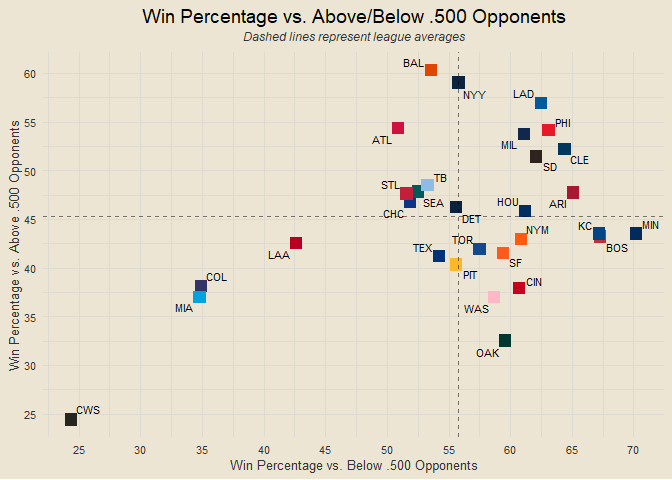 Win Percentage vs. Above/Below .500 Opponents
Dashed lines represent league averages
Win Percentage vs. Above .500 Opponents
60
55
50
45
40
35
30
25
BAL
NYY
LAD
PHI
ATL
MIL
SD
CLE
STL
TB
CHC
SEA
DET
HOU
ARI
KC
MIN
BOS
NYM
TOR
TEX
SF
PIT
LAA
CIN
WAS
COL
MIA
OAK
CWS
25 30 35 40 45 50 55 60 65 70
Win Percentage vs. Below .500 Opponents